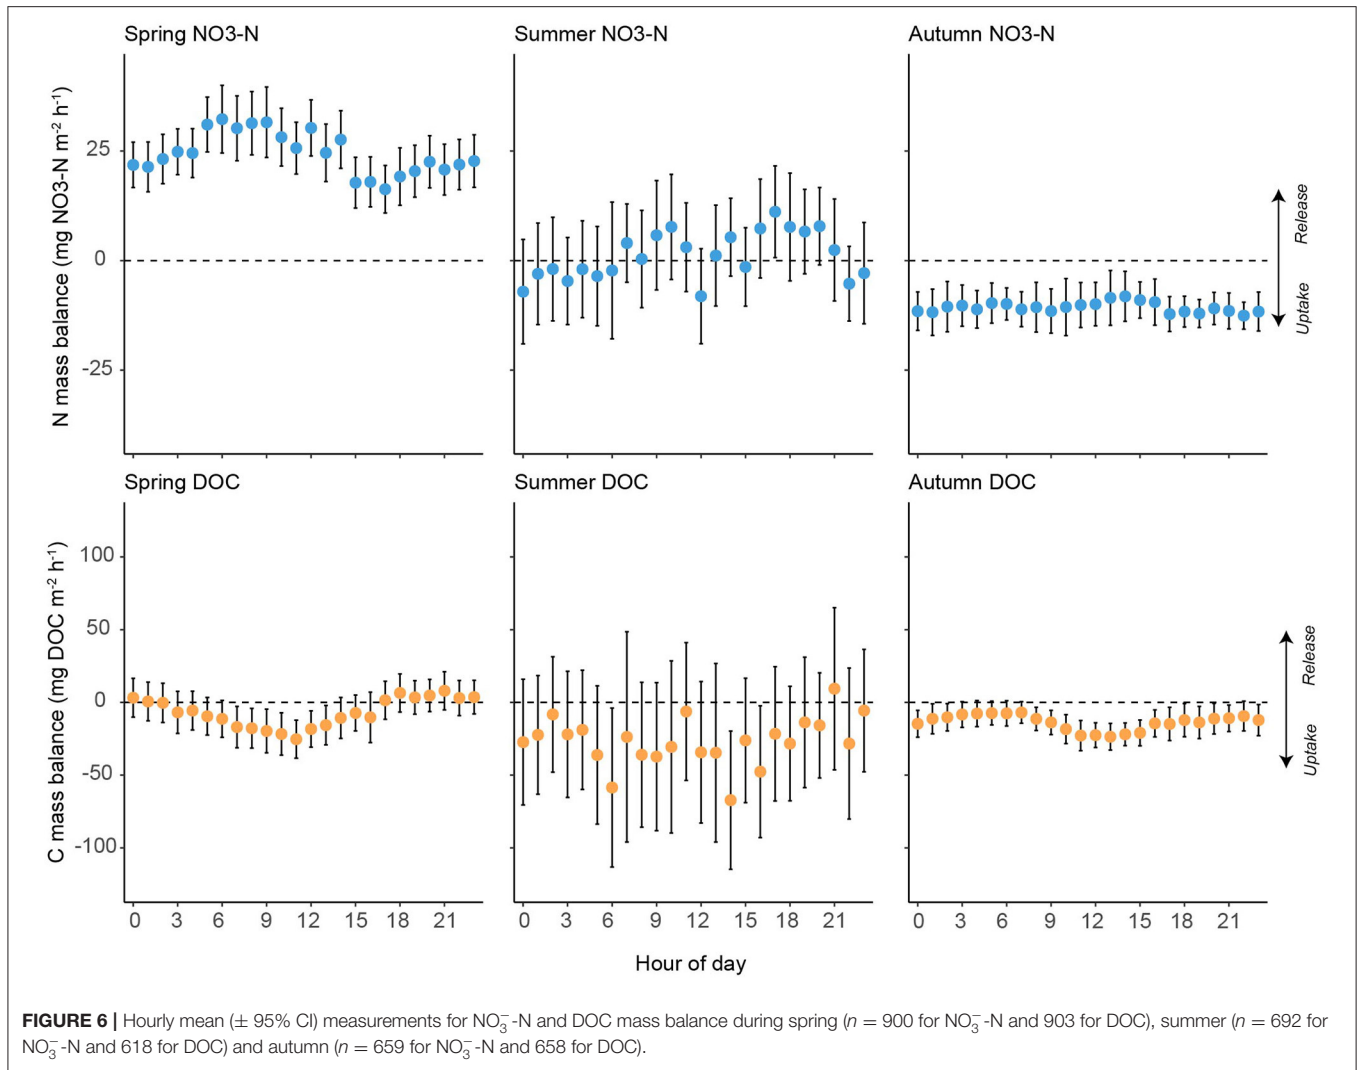 Spring NO3-N
Summer NO3-N
Autumn NO3-N
N mass balance (mg NO3-N m⁻² h⁻¹)
25
0
-25
Release
Uptake
Spring DOC
Summer DOC
Autumn DOC
C mass balance (mg DOC m⁻² h⁻¹)
100
50
0
-50
-100
Release
Uptake
0 3 6 9 12 15 18 21
0 3 6 9 12 15 18 21
0 3 6 9 12 15 18 21
Hour of day
FIGURE 6 | Hourly mean (± 95% CI) measurements for NO₃⁻-N and DOC mass balance during spring (n = 900 for NO₃⁻-N and 903 for DOC), summer (n = 692 for
NO₃⁻-N and 618 for DOC) and autumn (n = 659 for NO₃⁻-N and 658 for DOC).